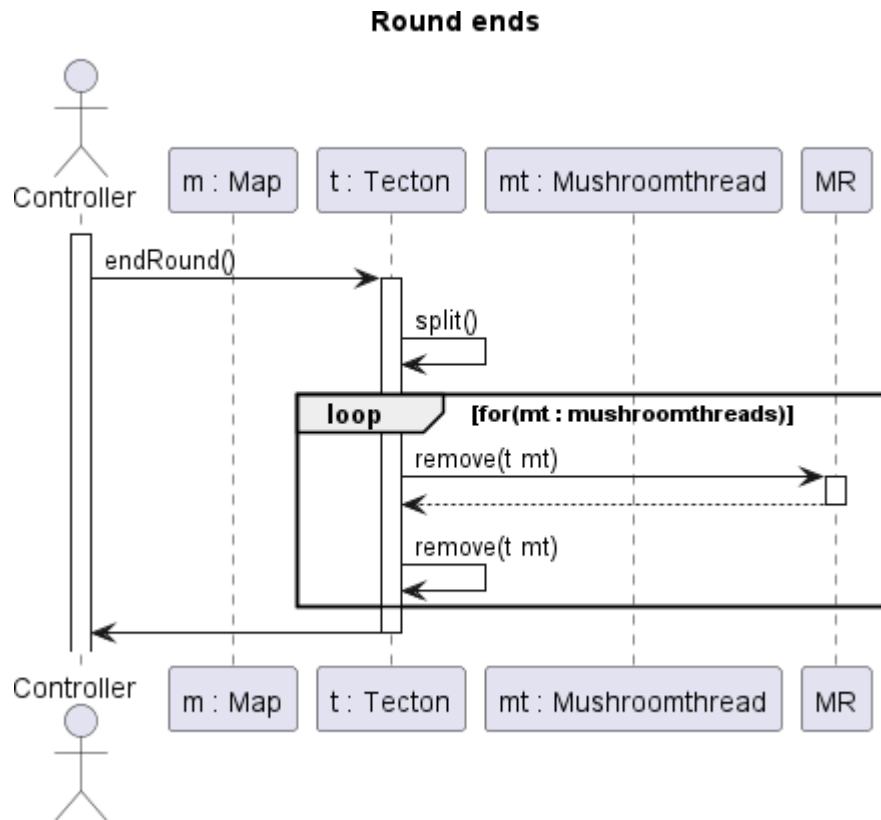 Round ends
Controller
m : Map
t : Tecton
mt : Mushroomthread
MR
endRound()
split()
loop
[for(mt : mushroomthreads)]
remove(t mt)
remove(t mt)
Controller
m : Map
t : Tecton
mt : Mushroomthread
MR